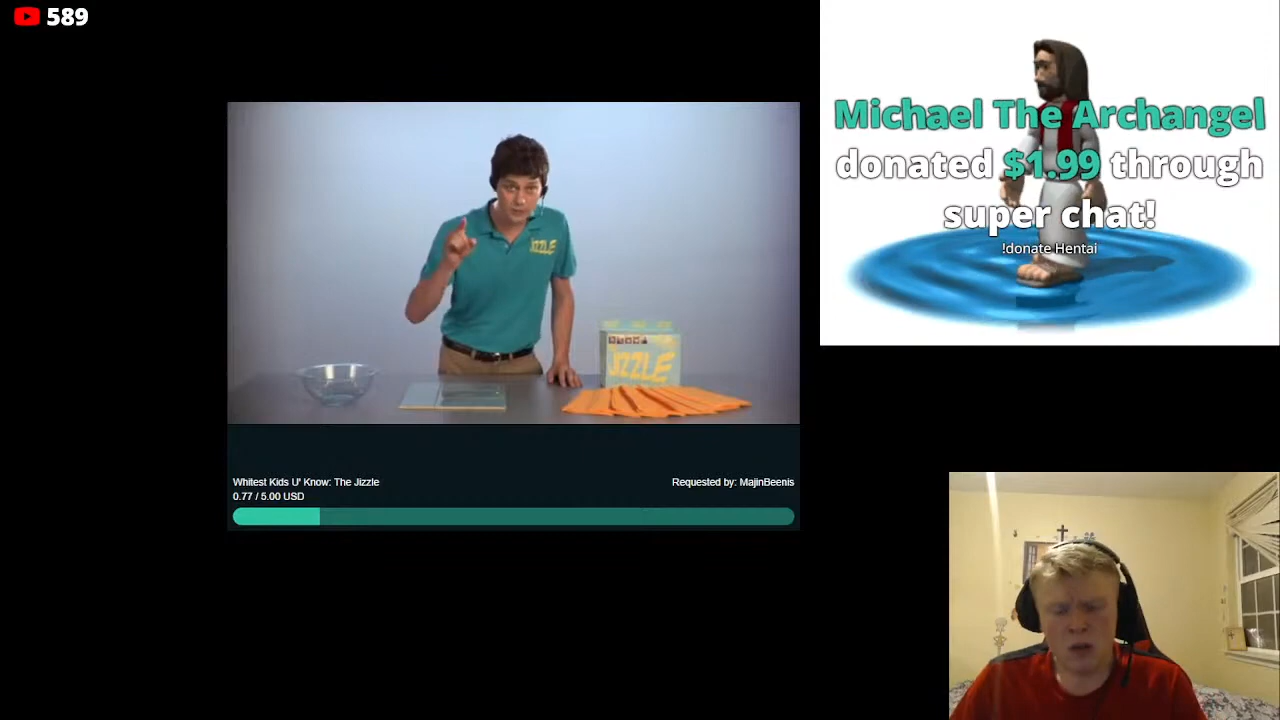 589
Michael The Archangel
donated $1.99 through
super chat!
!donate Hentai
JIZZLE
JIZZLE
Whitest Kids U' Know: The Jizzle
Requested by: MajinBeenis
0.77 / 5.00 USD